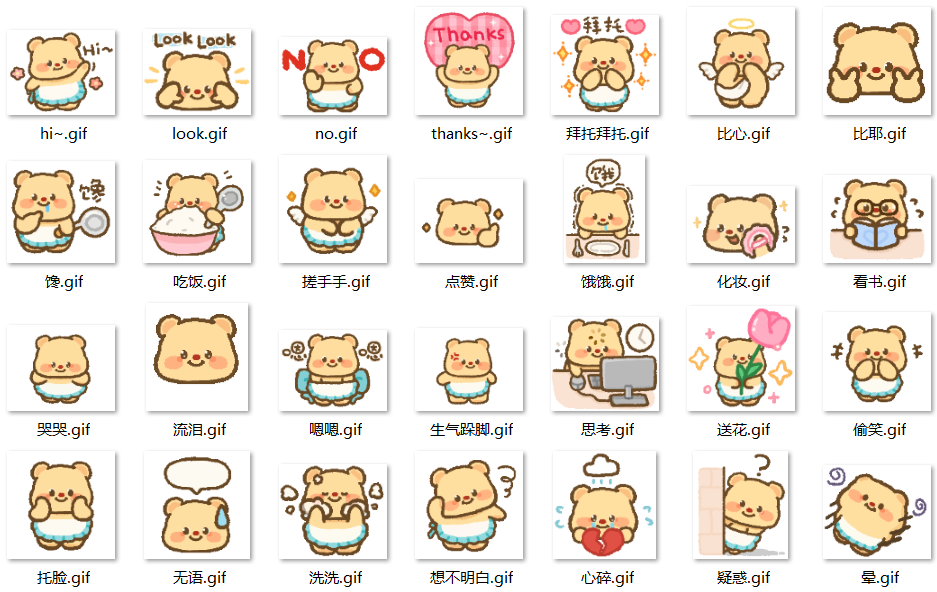 Hi~
Look Look
NO
Thanks
拜托
hi~.gif
look.gif
no.gif
thanks~.gif
拜托拜托.gif
比心.gif
比耶.gif
馋
饿
馋.gif
吃饭.gif
搓手手.gif
点赞.gif
饿饿.gif
化妆.gif
看书.gif
嗯
嗯
哭哭.gif
流泪.gif
嗯嗯.gif
生气跺脚.gif
思考.gif
送花.gif
偷笑.gif
?
托脸.gif
无语.gif
洗洗.gif
想不明白.gif
心碎.gif
疑惑.gif
晕.gif